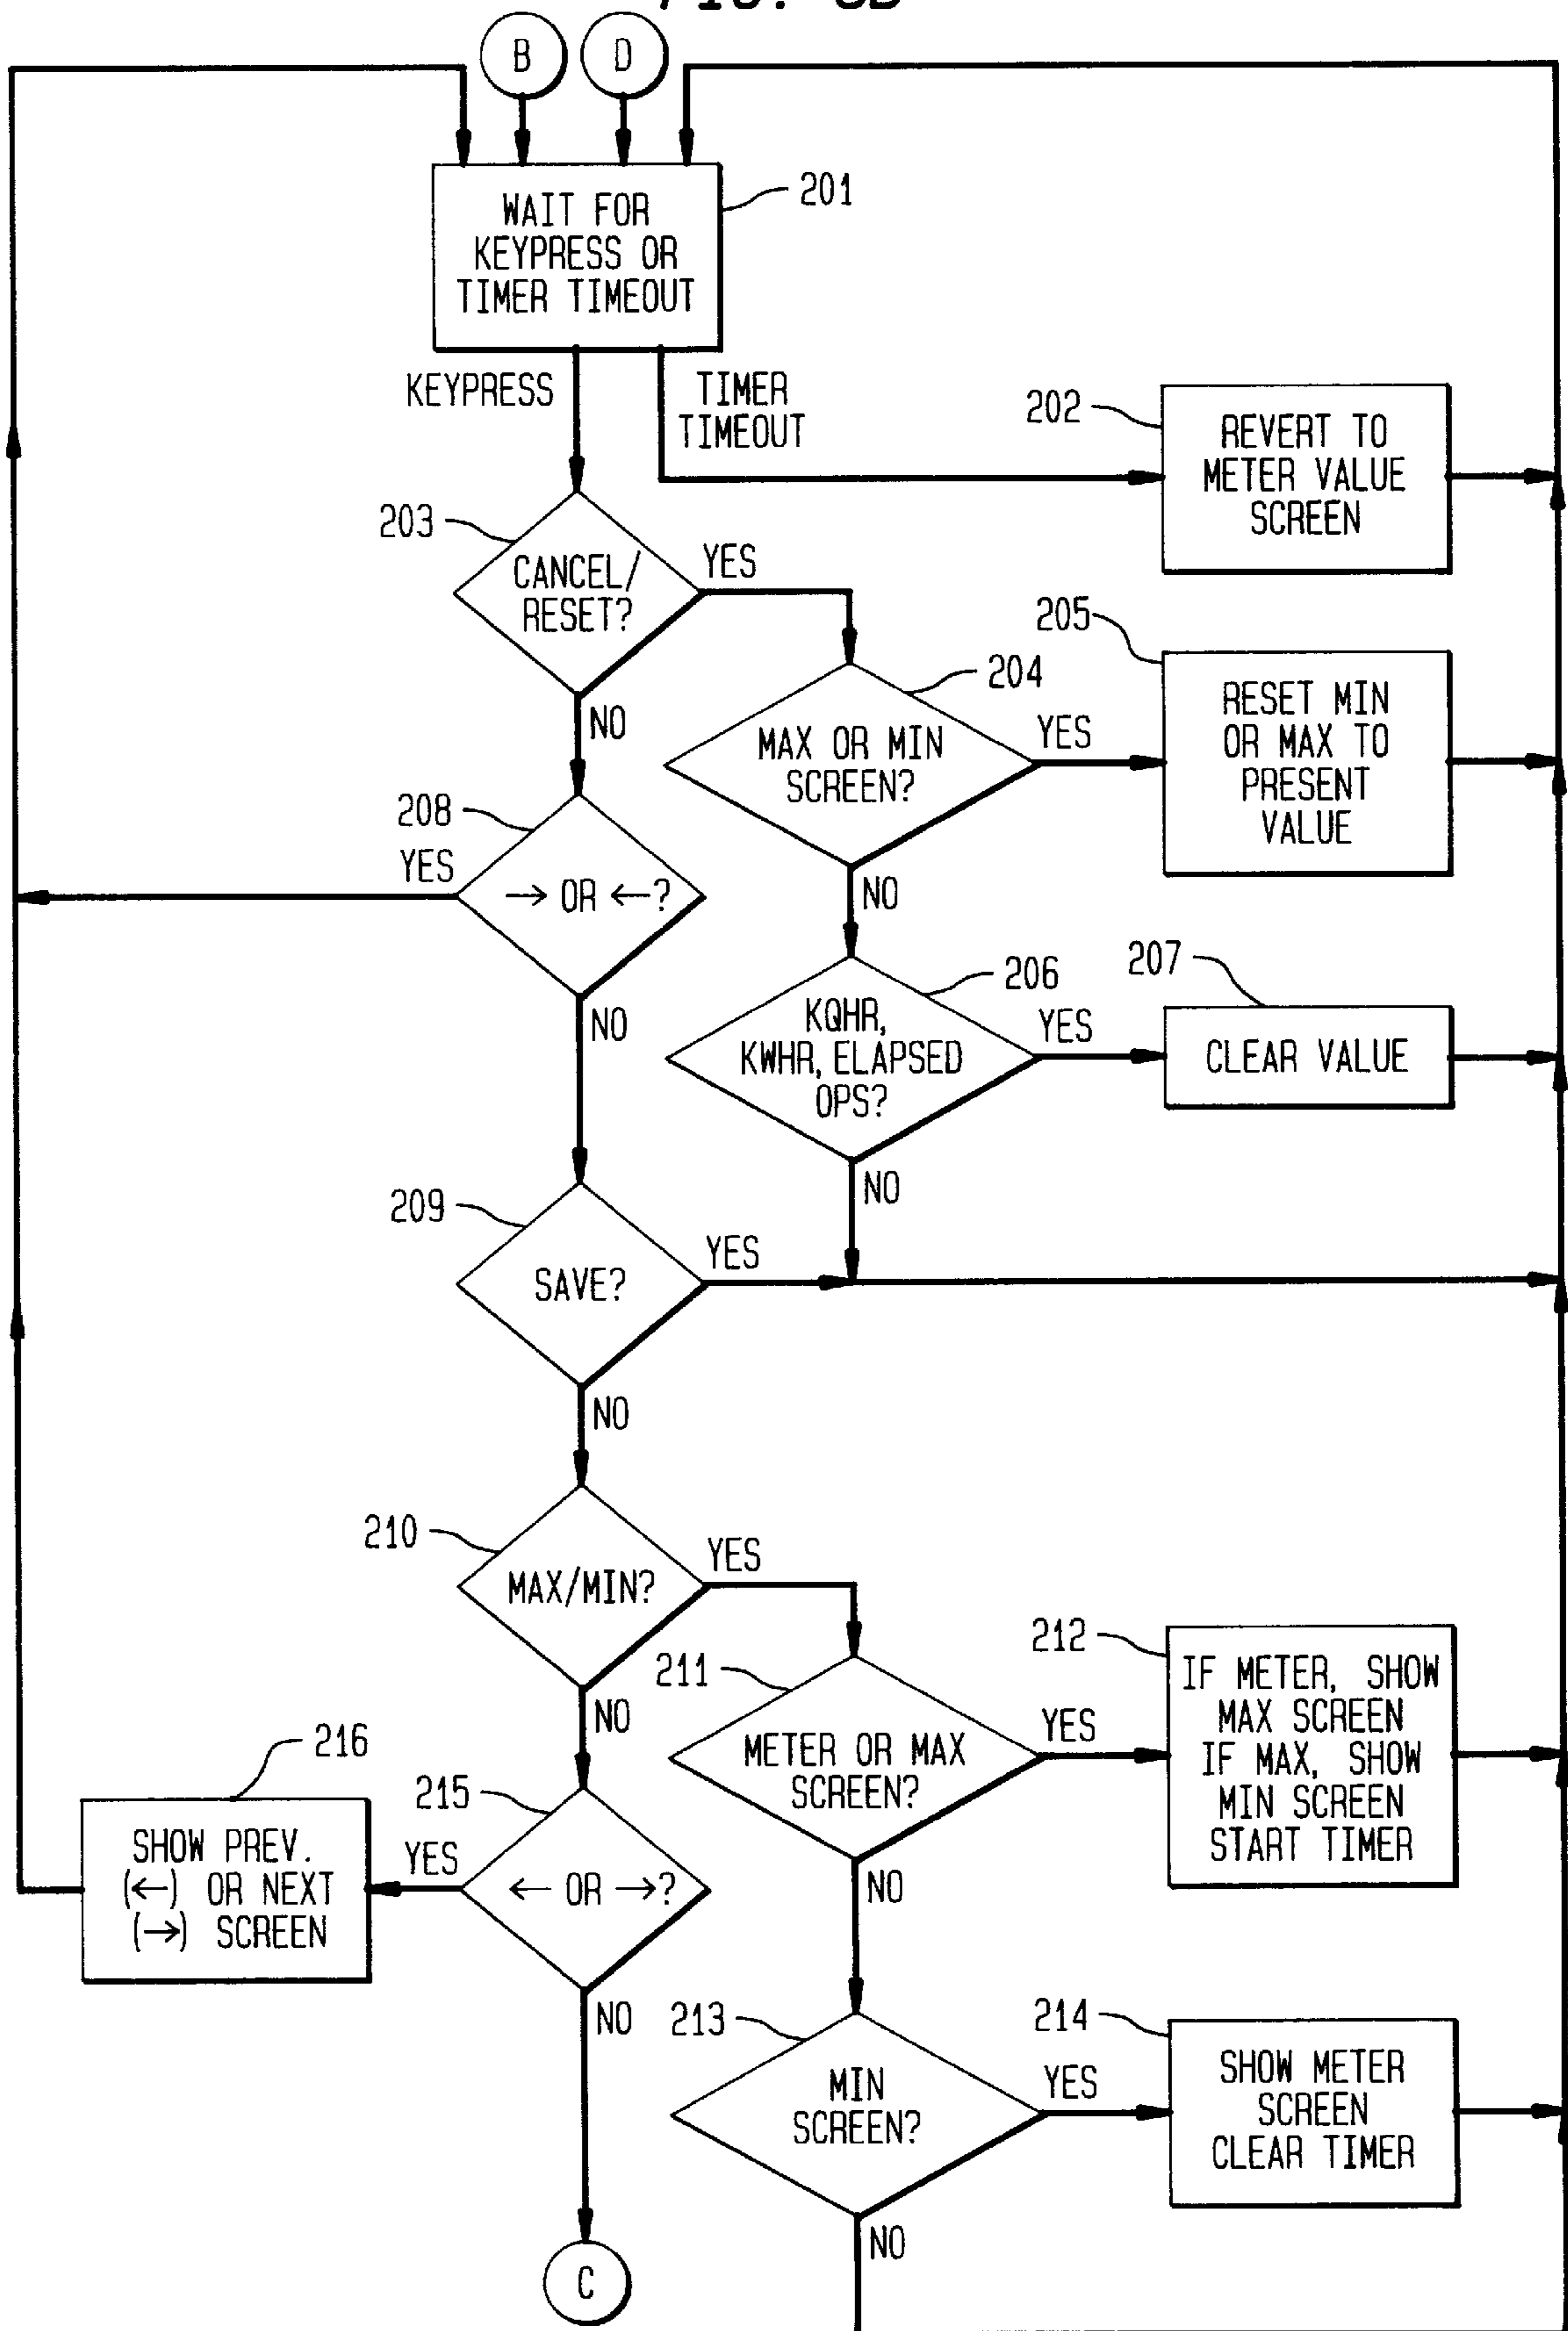 B
D
201
WAIT FOR
KEYPRESS OR
TIMER TIMEOUT
KEYPRESS
TIMER
TIMEOUT
202
REVERT TO
METER VALUE
SCREEN
203
CANCEL/
RESET?
YES
NO
204
MAX OR MIN
SCREEN?
YES
NO
205
RESET MIN
OR MAX TO
PRESENT
VALUE
208
→ OR ←?
YES
NO
206
KQHR,
KWHR, ELAPSED
OPS?
YES
NO
207
CLEAR VALUE
209
SAVE?
YES
NO
210
MAX/MIN?
YES
NO
211
METER OR MAX
SCREEN?
YES
NO
212
IF METER, SHOW
MAX SCREEN
IF MAX, SHOW
MIN SCREEN
START TIMER
215
← OR →?
YES
NO
216
SHOW PREV.
(←) OR NEXT
(→) SCREEN
213
MIN
SCREEN?
YES
NO
214
SHOW METER
SCREEN
CLEAR TIMER
C